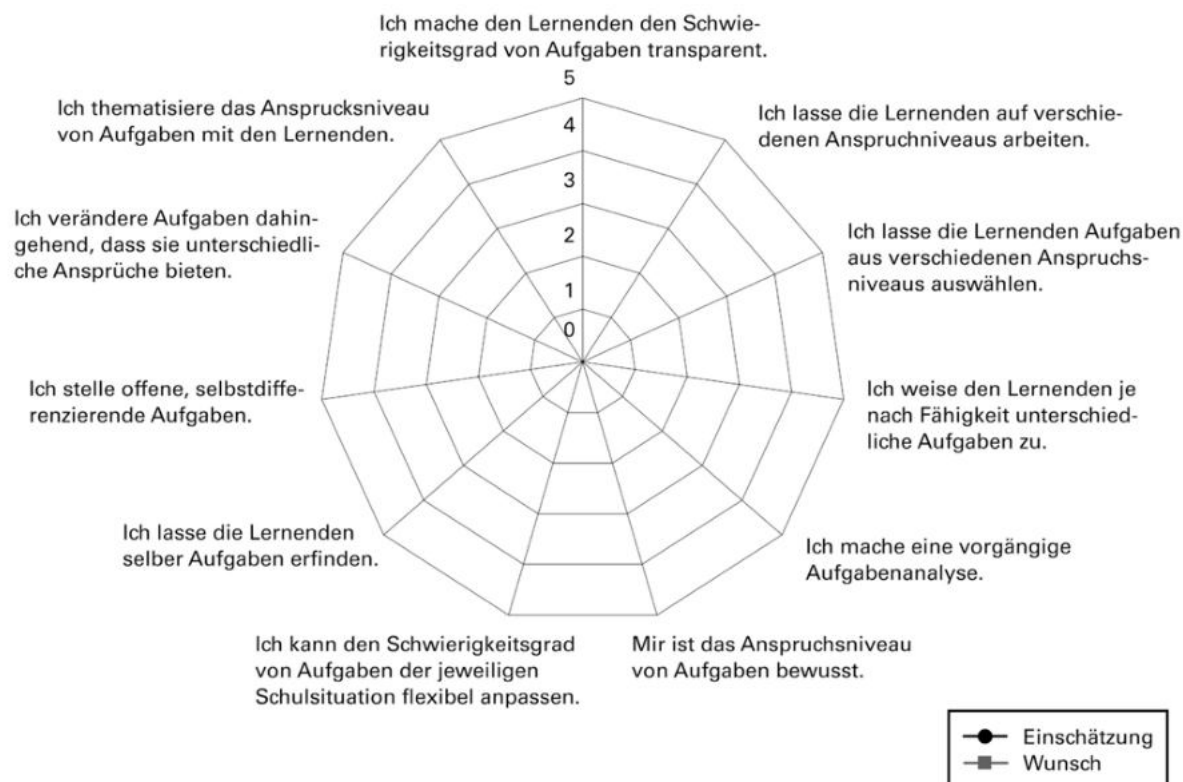 Ich mache den Lernenden den Schwie-
rigkeitsgrad von Aufgaben transparent.
5
4
3
2
1
0
Ich thematisiere das Ansprucksniveau
von Aufgaben mit den Lernenden.
Ich lasse die Lernenden auf verschie-
denen Anspruchniveaus arbeiten.
Ich verändere Aufgaben dahin-
gehend, dass sie unterschiedli-
che Ansprüche bieten.
Ich lasse die Lernenden Aufgaben
aus verschiedenen Anspruchs-
niveaus auswählen.
Ich stelle offene, selbstdiffe-
renzierende Aufgaben.
Ich weise den Lernenden je
nach Fähigkeit unterschied-
liche Aufgaben zu.
Ich lasse die Lernenden
selber Aufgaben erfinden.
Ich mache eine vorgängige
Aufgabenanalyse.
Ich kann den Schwierigkeitsgrad
von Aufgaben der jeweiligen
Schulsituation flexibel anpassen.
Mir ist das Anspruchsniveau
von Aufgaben bewusst.
Einschätzung
Wunsch